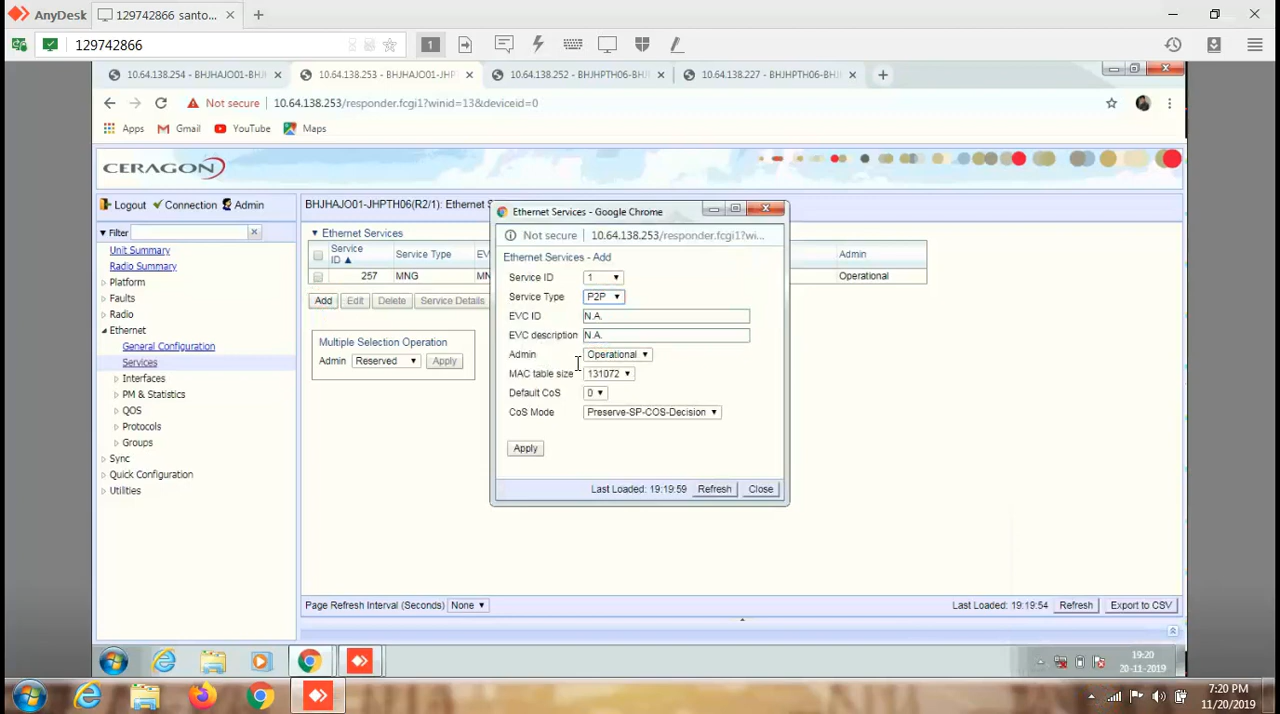 AnyDesk
129742866 santo...
129742866
1
10.64.138.254 - BHJHAJO01-BHJ
10.64.138.253 - BHJHAJO01-JHP
10.64.138.252 - BHJHPTH06-BHJ
10.64.138.227 - BHJHPTH06-BHJ
Not secure
10.64.138.253/responder.fcgi1?winid=13&deviceid=0
Apps
Gmail
YouTube
Maps
CERAGON
Logout
Connection
Admin
Filter
Unit Summary
Radio Summary
Platform
Faults
Radio
Ethernet
General Configuration
Services
Interfaces
PM & Statistics
QOS
Protocols
Groups
Sync
Quick Configuration
Utilities
BHJHAJO01-JHPTH06(R2/1): Ethernet S
Ethernet Services
Service ID
Service Type
EV
Admin
257
MNG
MN
Operational
Add
Edit
Delete
Service Details
Multiple Selection Operation
Admin
Reserved
Apply
Ethernet Services - Google Chrome
Not secure
10.64.138.253/responder.fcgi1?wi...
Ethernet Services - Add
Service ID
1
Service Type
P2P
EVC ID
N.A.
EVC description
N.A.
Admin
Operational
MAC table size
131072
Default CoS
0
CoS Mode
Preserve-SP-COS-Decision
Apply
Last Loaded: 19:19:59
Refresh
Close
Page Refresh Interval (Seconds)
None
Last Loaded: 19:19:54
Refresh
Export to CSV
19:20
20-11-2019
7:20 PM
11/20/2019